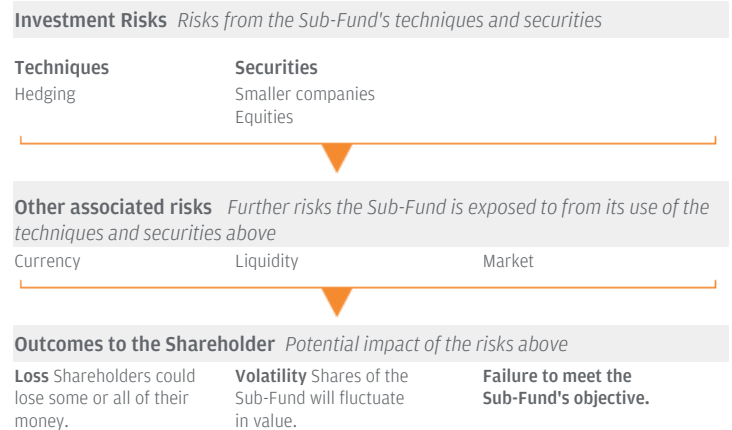 Investment Risks Risks from the Sub-Fund's techniques and securities
Techniques
Hedging
Securities
Smaller companies
Equities
Other associated risks Further risks the Sub-Fund is exposed to from its use of the
techniques and securities above
Currency
Liquidity
Market
Outcomes to the Shareholder Potential impact of the risks above
Loss Shareholders could
lose some or all of their
money.
Volatility Shares of the
Sub-Fund will fluctuate
in value.
Failure to meet the
Sub-Fund's objective.